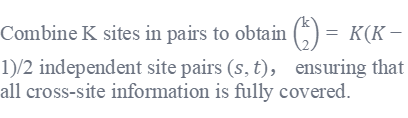 Combine K sites in pairs to obtain (k 2) = K(K −
1)/2 independent site pairs (s, t)， ensuring that
all cross-site information is fully covered.